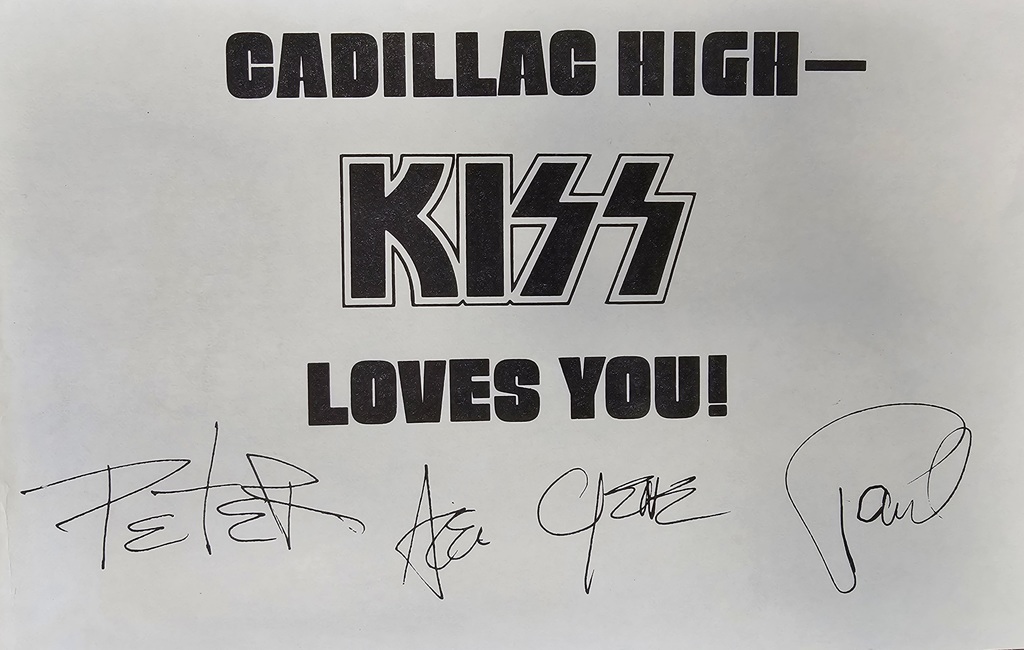 CADILLAC HIGH—
KISS
LOVES YOU!
PETER Ace GENE Paul